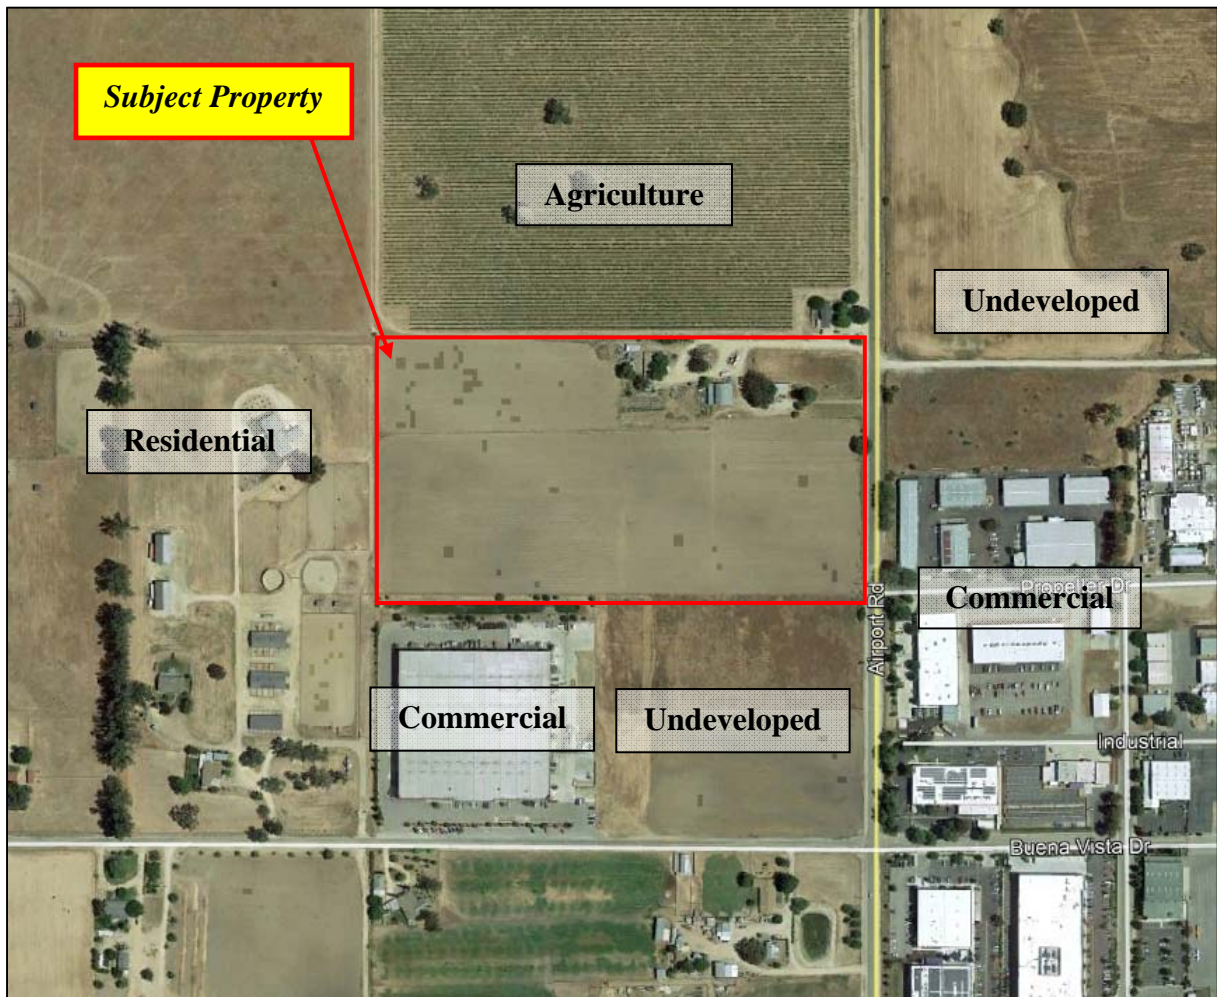 Subject Property
Agriculture
Undeveloped
Residential
Commercial
Propeller Dr
Airport Rd
Commercial
Undeveloped
Industrial
Buena Vista Dr